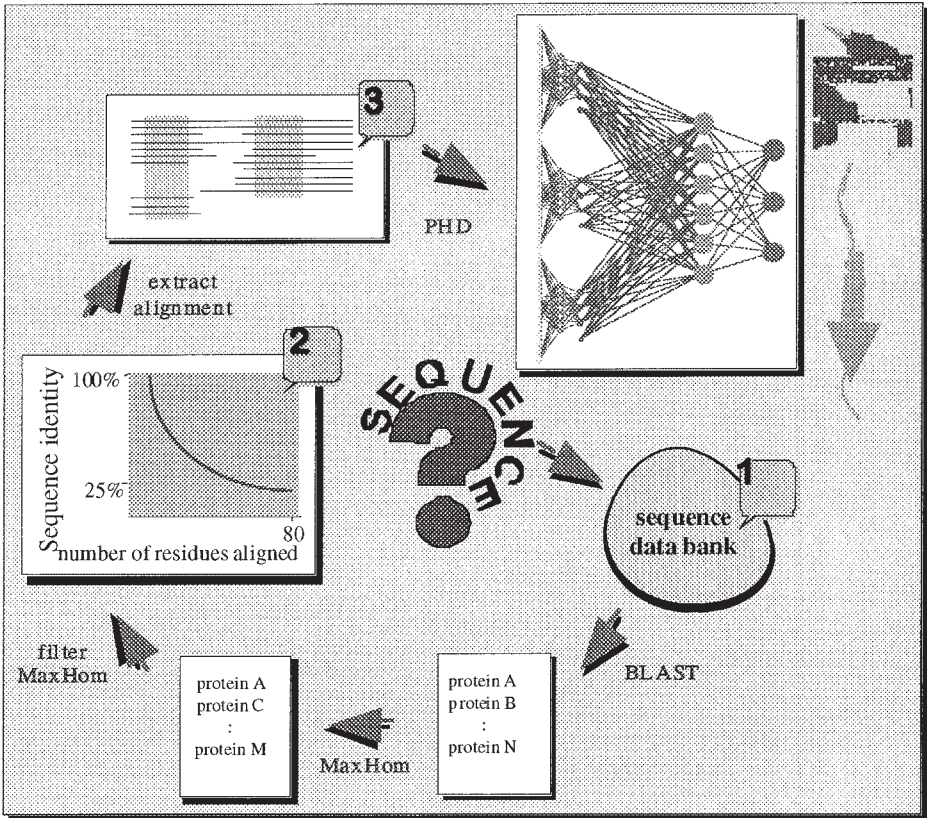 3
PHD
extract
alignment
2
Sequence identity
100%
25%
80
number of residues aligned
SEQUENCE
?
1
sequence
data bank
BLAST
protein A
protein B
:
protein N
MaxHom
protein A
protein C
:
protein M
filter
MaxHom